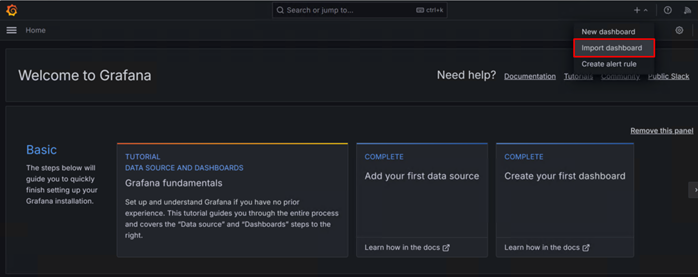 Search or jump to...
ctrl+k
Home
New dashboard
Import dashboard
Create alert rule
Welcome to Grafana
Need help?
Documentation
Tutorials
Community
Public Slack
Remove this panel
Basic
The steps below will
guide you to quickly
finish setting up your
Grafana installation.
TUTORIAL
DATA SOURCE AND DASHBOARDS
Grafana fundamentals
Set up and understand Grafana if you have no prior
experience. This tutorial guides you through the entire process
and covers the "Data source" and "Dashboards" steps to the
right.
COMPLETE
Add your first data source
Learn how in the docs
COMPLETE
Create your first dashboard
Learn how in the docs